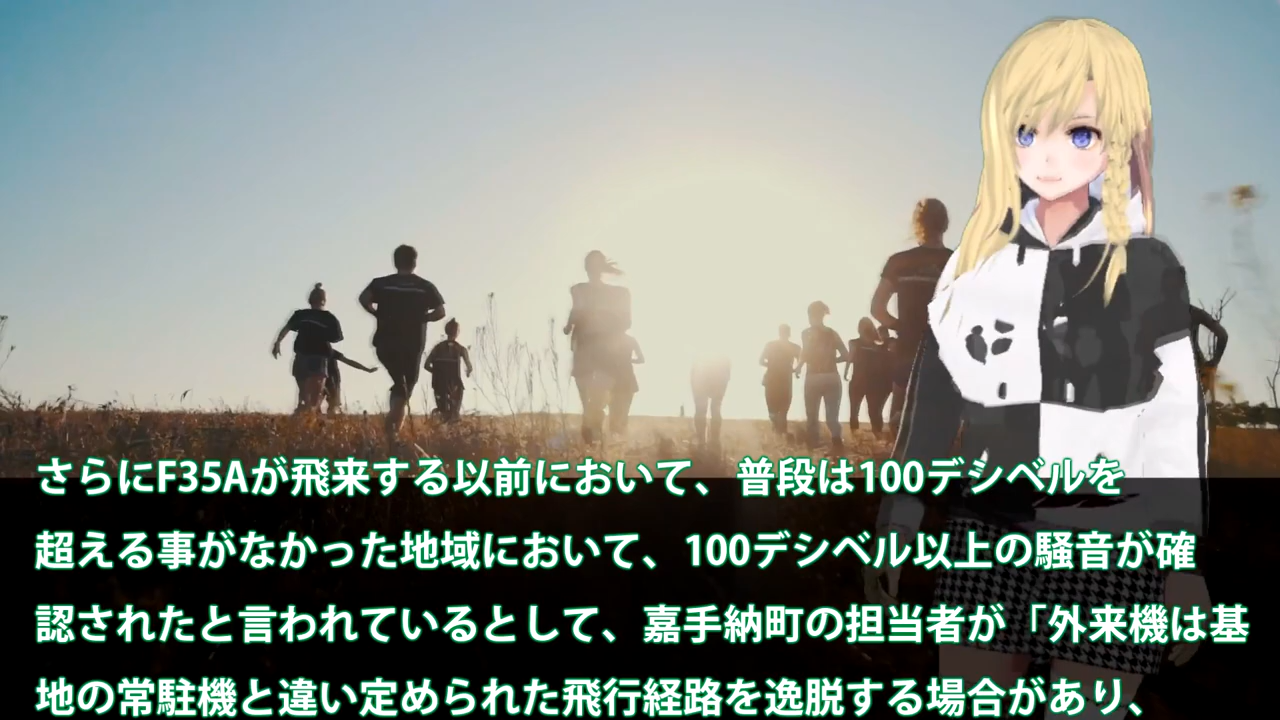 さらにF35Aが飛来する以前において、普段は100デシベルを
超える事がなかった地域において、100デシベル以上の騒音が確
認されたと言われているとして、嘉手納町の担当者が「外来機は基
地の常駐機と違い定められた飛行経路を逸脱する場合があり、